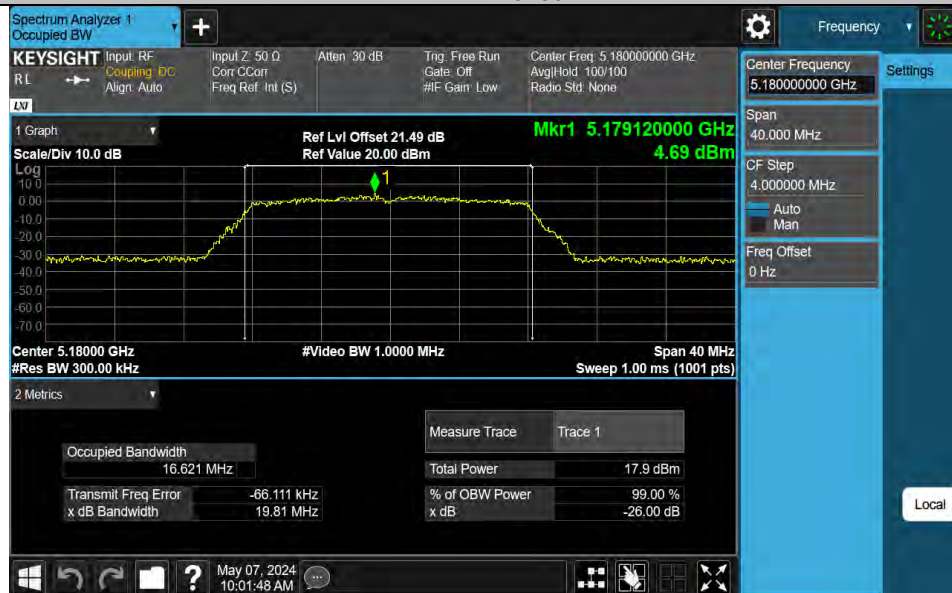 Spectrum Analyzer 1
Occupied BW
+
Frequency
KEYSIGHT
Input: RF
Coupling: DC
Align: Auto
RL
LXI
Input Z: 50 Ω
Corr CCorr
Freq Ref: Int (S)
Atten: 30 dB
Trig: Free Run
Gate: Off
#IF Gain: Low
Center Freq: 5.180000000 GHz
Avg|Hold: 100/100
Radio Std: None
Center Frequency
5.180000000 GHz
Settings
Span
40.000 MHz
CF Step
4.000000 MHz
Auto
Man
Freq Offset
0 Hz
Local
1 Graph
Scale/Div 10.0 dB
Ref Lvl Offset 21.49 dB
Ref Value 20.00 dBm
Mkr1 5.179120000 GHz
4.69 dBm
Log
10.0
0.00
-10.0
-20.0
-30.0
-40.0
-50.0
-60.0
-70.0
1
Center 5.18000 GHz
#Video BW 1.0000 MHz
Span 40 MHz
#Res BW 300.00 kHz
Sweep 1.00 ms (1001 pts)
2 Metrics
Measure Trace Trace 1
Occupied Bandwidth
16.621 MHz
Total Power 17.9 dBm
Transmit Freq Error -66.111 kHz
% of OBW Power 99.00 %
x dB Bandwidth 19.81 MHz
x dB -26.00 dB
?
May 07, 2024
10:01:48 AM